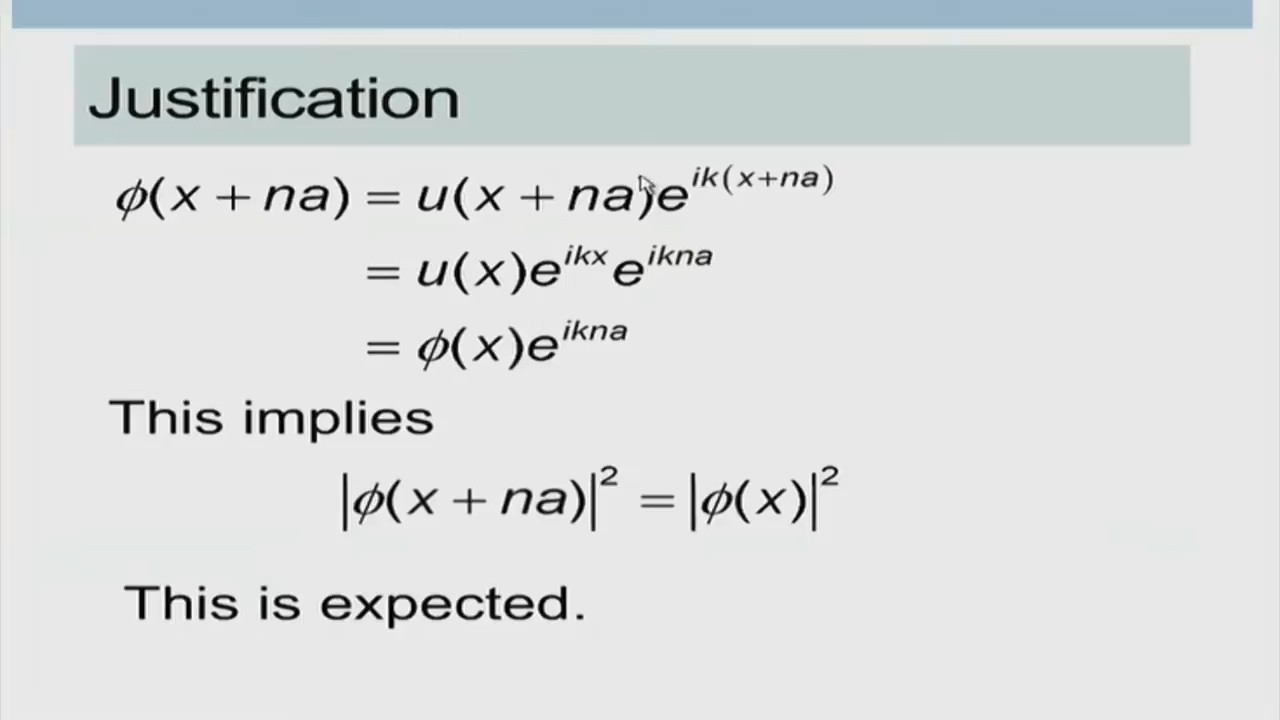 Justification
ϕ(x + na) = u(x + na)e^{ik(x+na)}
= u(x)e^{ikx}e^{ikna}
= ϕ(x)e^{ikna}
This implies
|ϕ(x + na)|² = |ϕ(x)|²
This is expected.